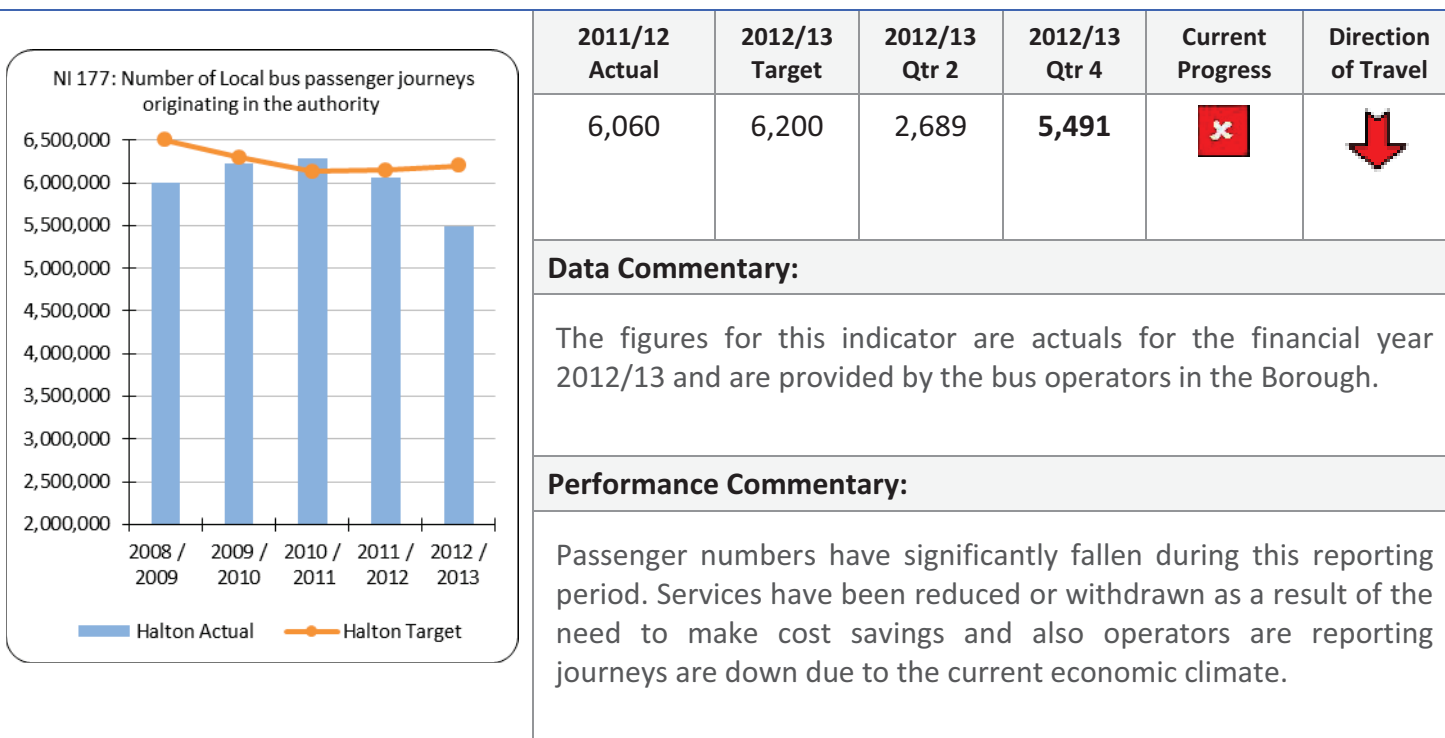 NI 177: Number of Local bus passenger journeys
originating in the authority
6,500,000
6,000,000
5,500,000
5,000,000
4,500,000
4,000,000
3,500,000
3,000,000
2,500,000
2,000,000
2008 / 2009 / 2010 / 2011 / 2012 /
2009 2010 2011 2012 2013
Halton Actual Halton Target
2011/12 2012/13 2012/13 2012/13 Current Direction
Actual Target Qtr 2 Qtr 4 Progress of Travel
6,060 6,200 2,689 5,491
Data Commentary:
The figures for this indicator are actuals for the financial year
2012/13 and are provided by the bus operators in the Borough.
Performance Commentary:
Passenger numbers have significantly fallen during this reporting
period. Services have been reduced or withdrawn as a result of the
need to make cost savings and also operators are reporting
journeys are down due to the current economic climate.